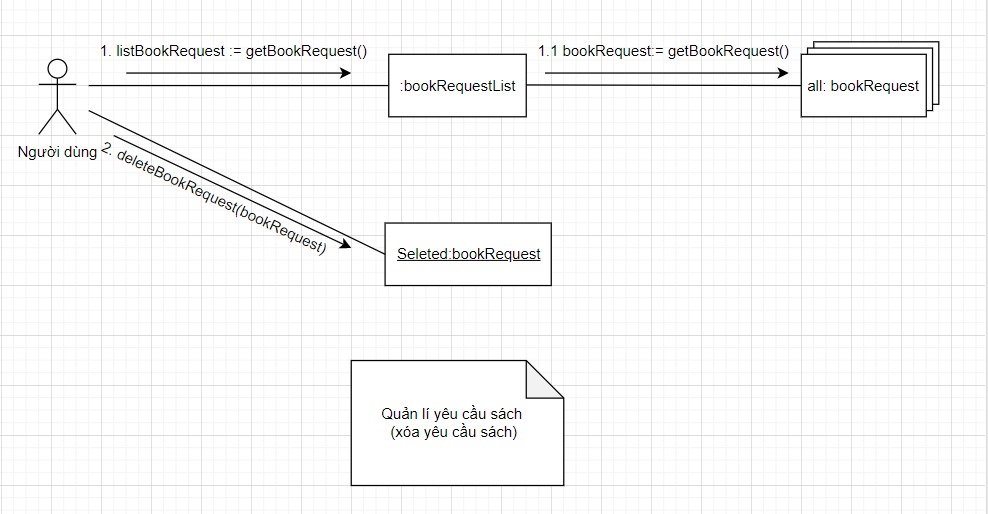 1. listBookRequest := getBookRequest()
1.1 bookRequest:= getBookRequest()
:bookRequestList
all: bookRequest
Người dùng
2. deleteBookRequest(bookRequest)
Seleted:bookRequest
Quản lí yêu cầu sách
(xóa yêu cầu sách)